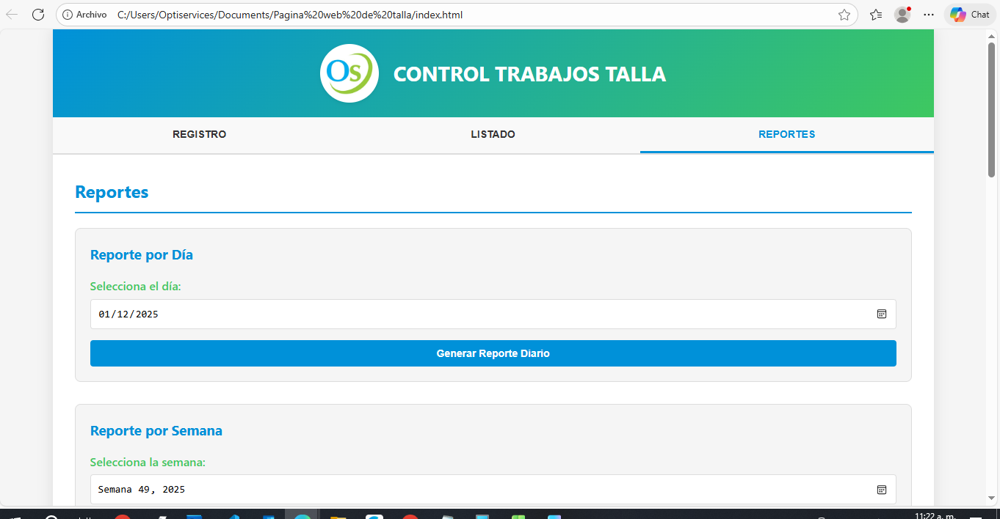 Archivo C:/Users/Optiservices/Documents/Pagina%20web%20de%20talla/index.html Chat
Os CONTROL TRABAJOS TALLA
REGISTRO LISTADO REPORTES
Reportes
Reporte por Día
Selecciona el día:
01/12/2025
Generar Reporte Diario
Reporte por Semana
Selecciona la semana:
Semana 49, 2025
11:22 a. m.